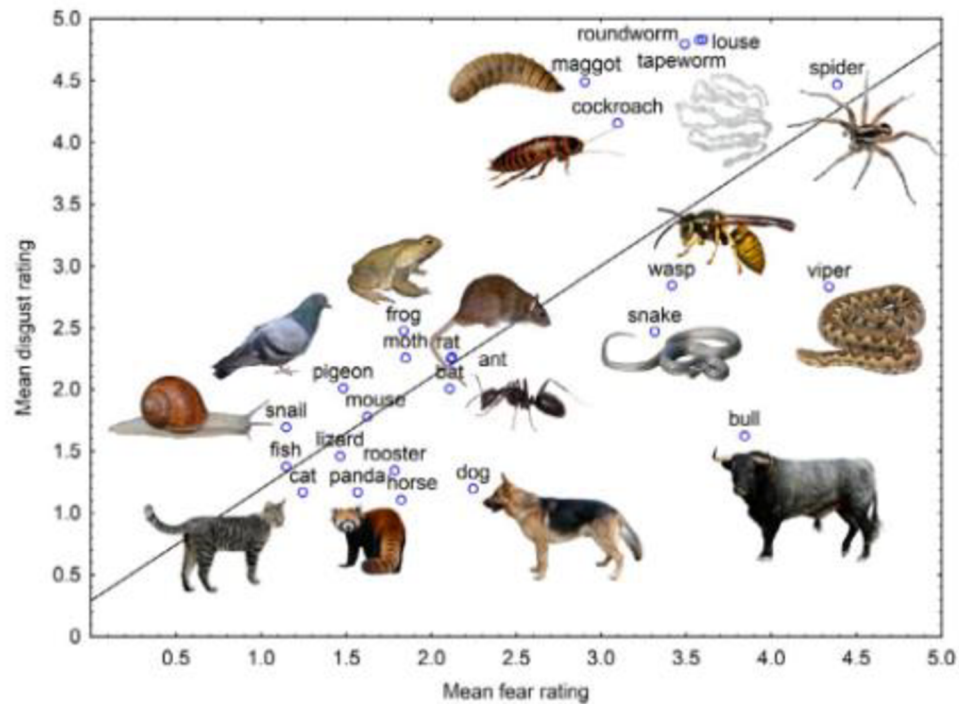 5.0
4.5
4.0
3.5
3.0
2.5
2.0
1.5
1.0
0.5
0
Mean disgust rating
roundworm
louse
tapeworm
maggot
spider
cockroach
wasp
viper
snake
frog
moth
rat
ant
bat
pigeon
mouse
snail
bull
lizard
fish
rooster
cat
panda
horse
dog
0.5
1.0
1.5
2.0
2.5
3.0
3.5
4.0
4.5
5.0
Mean fear rating